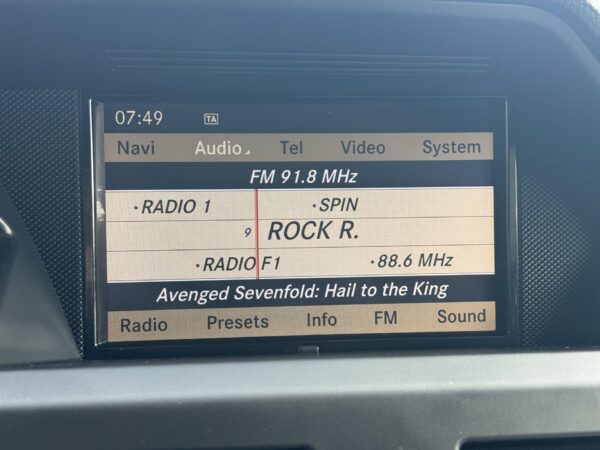 07:49 TA
Navi Audio Tel Video System
FM 91.8 MHz
·RADIO 1 ·SPIN
9 ROCK R.
·RADIO F1 ·88.6 MHz
Avenged Sevenfold: Hail to the King
Radio Presets Info FM Sound